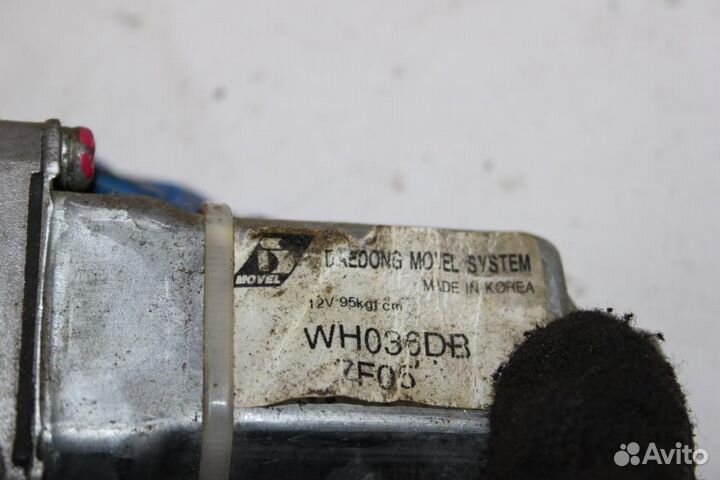 MOVEL
DAEDONG MOVEL SYSTEM
MADE IN KOREA
12V 95kgf cm
WH036DB
7F05
Avito